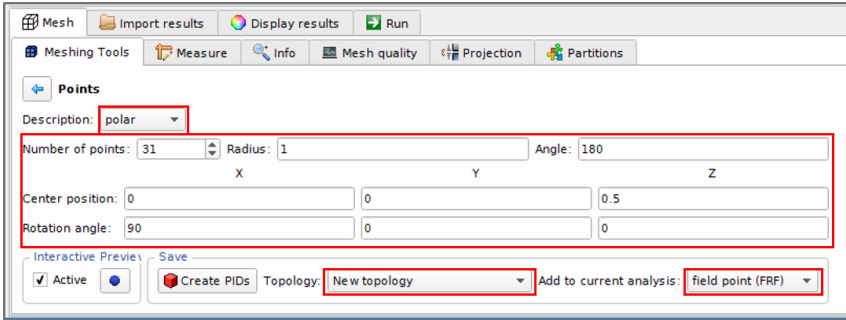 Mesh Import results Display results Run
Meshing Tools Measure Info Mesh quality Projection Partitions
Points
Description: polar
Number of points: 31 Radius: 1 Angle: 180
X Y Z
Center position: 0 0 0.5
Rotation angle: 90 0 0
Interactive Previe Save
Active Create PIDs Topology: New topology Add to current analysis: field point (FRF)